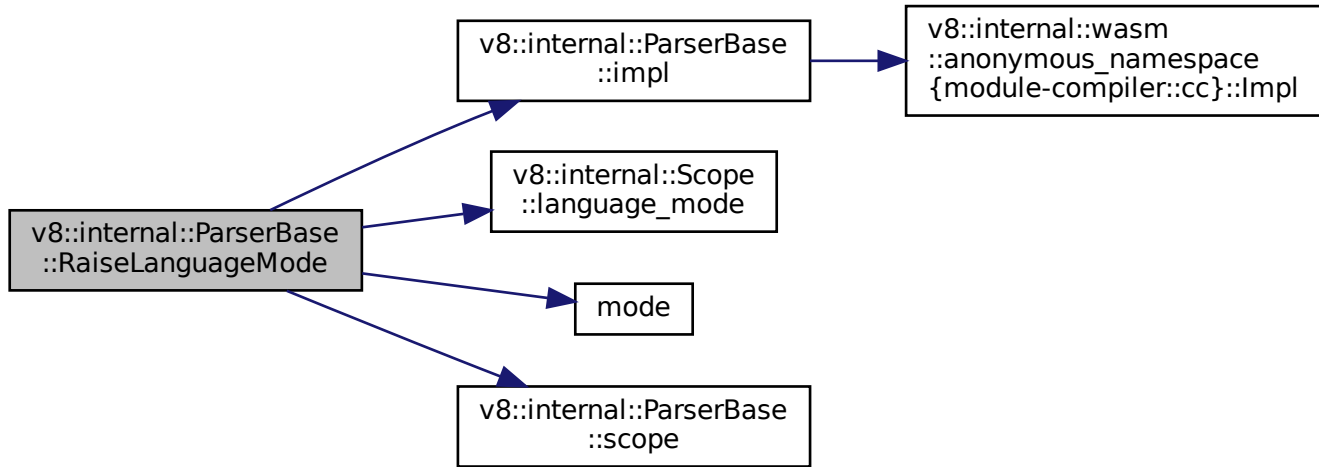 v8::internal::ParserBase
::RaiseLanguageMode
v8::internal::ParserBase
::impl
v8::internal::wasm
::anonymous_namespace
{module-compiler::cc}::Impl
v8::internal::Scope
::language_mode
mode
v8::internal::ParserBase
::scope